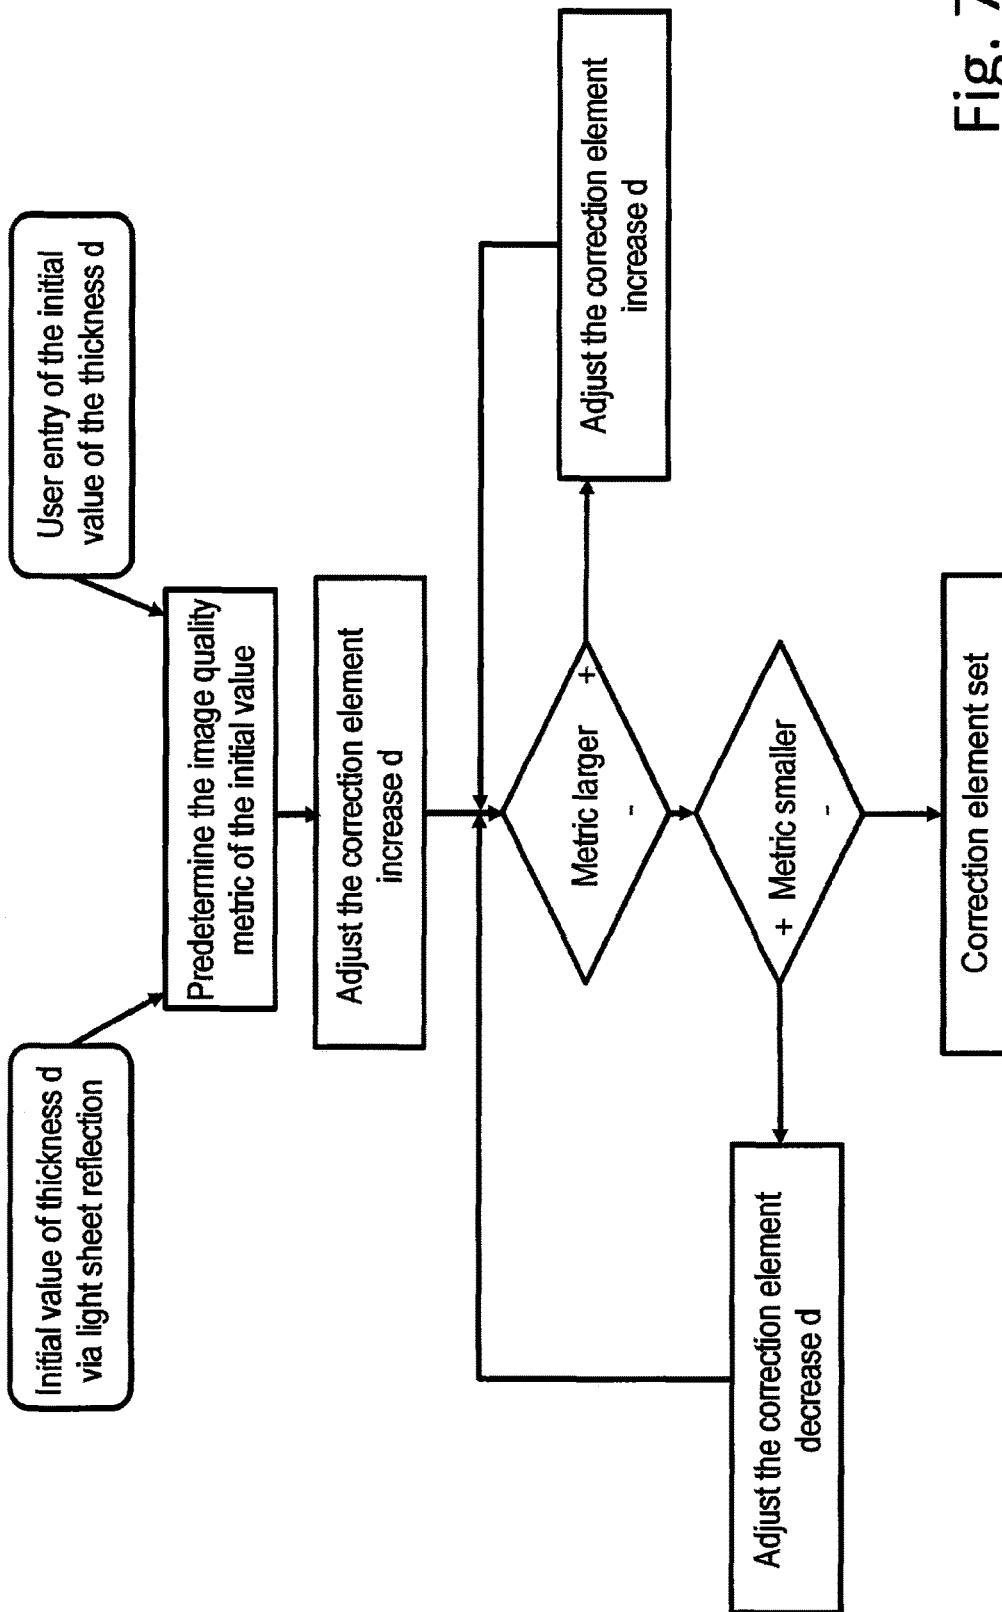 Initial value of thickness d
via light sheet reflection
User entry of the initial
value of the thickness d
Predetermine the image quality
metric of the initial value
Adjust the correction element
increase d
Metric larger
+
-
Adjust the correction element
increase d
+ Metric smaller
-
Adjust the correction element
decrease d
Correction element set
Fig. 7